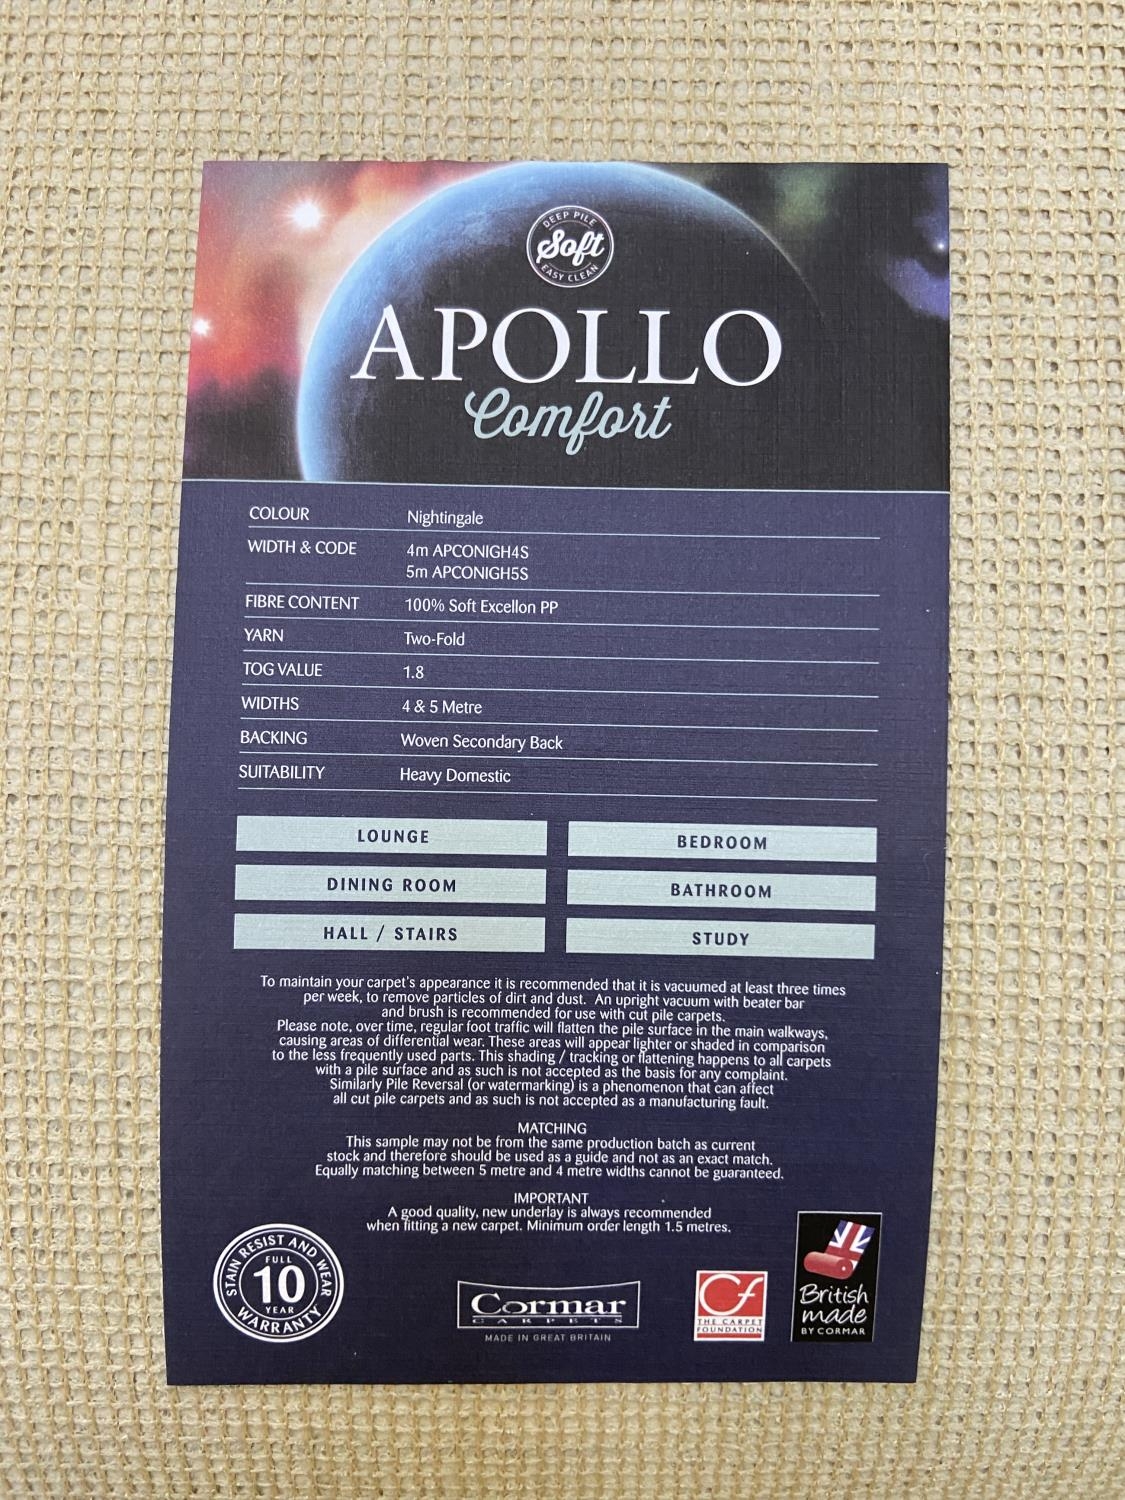 DEEP PILE
Soft
EASY CLEAN
APOLLO
Comfort
COLOUR Nightingale
WIDTH & CODE 4m APCONIGH4S
5m APCONIGH5S
FIBRE CONTENT 100% Soft Excellon PP
YARN Two-Fold
TOG VALUE 1.8
WIDTHS 4 & 5 Metre
BACKING Woven Secondary Back
SUITABILITY Heavy Domestic
LOUNGE BEDROOM
DINING ROOM BATHROOM
HALL / STAIRS STUDY
To maintain your carpet's appearance it is recommended that it is vacuumed at least three times
per week, to remove particles of dirt and dust. An upright vacuum with beater bar
and brush is recommended for use with cut pile carpets.
Please note, over time, regular foot traffic will flatten the pile surface in the main walkways,
causing areas of differential wear. These areas will appear lighter or shaded in comparison
to the less frequently used parts. This shading / tracking or flattening happens to all carpets
with a pile surface and as such is not accepted as the basis for any complaint.
Similarly Pile Reversal (or watermarking) is a phenomenon that can affect
all cut pile carpets and as such is not accepted as a manufacturing fault.
MATCHING
This sample may not be from the same production batch as current
stock and therefore should be used as a guide and not as an exact match.
Equally matching between 5 metre and 4 metre widths cannot be guaranteed.
IMPORTANT
A good quality, new underlay is always recommended
when fitting a new carpet. Minimum order length 1.5 metres.
STAIN RESIST AND WEAR
FULL
10
YEAR
WARRANTY
Cormar
CARPETS
MADE IN GREAT BRITAIN
Cf
THE CARPET
FOUNDATION
British
made
BY CORMAR